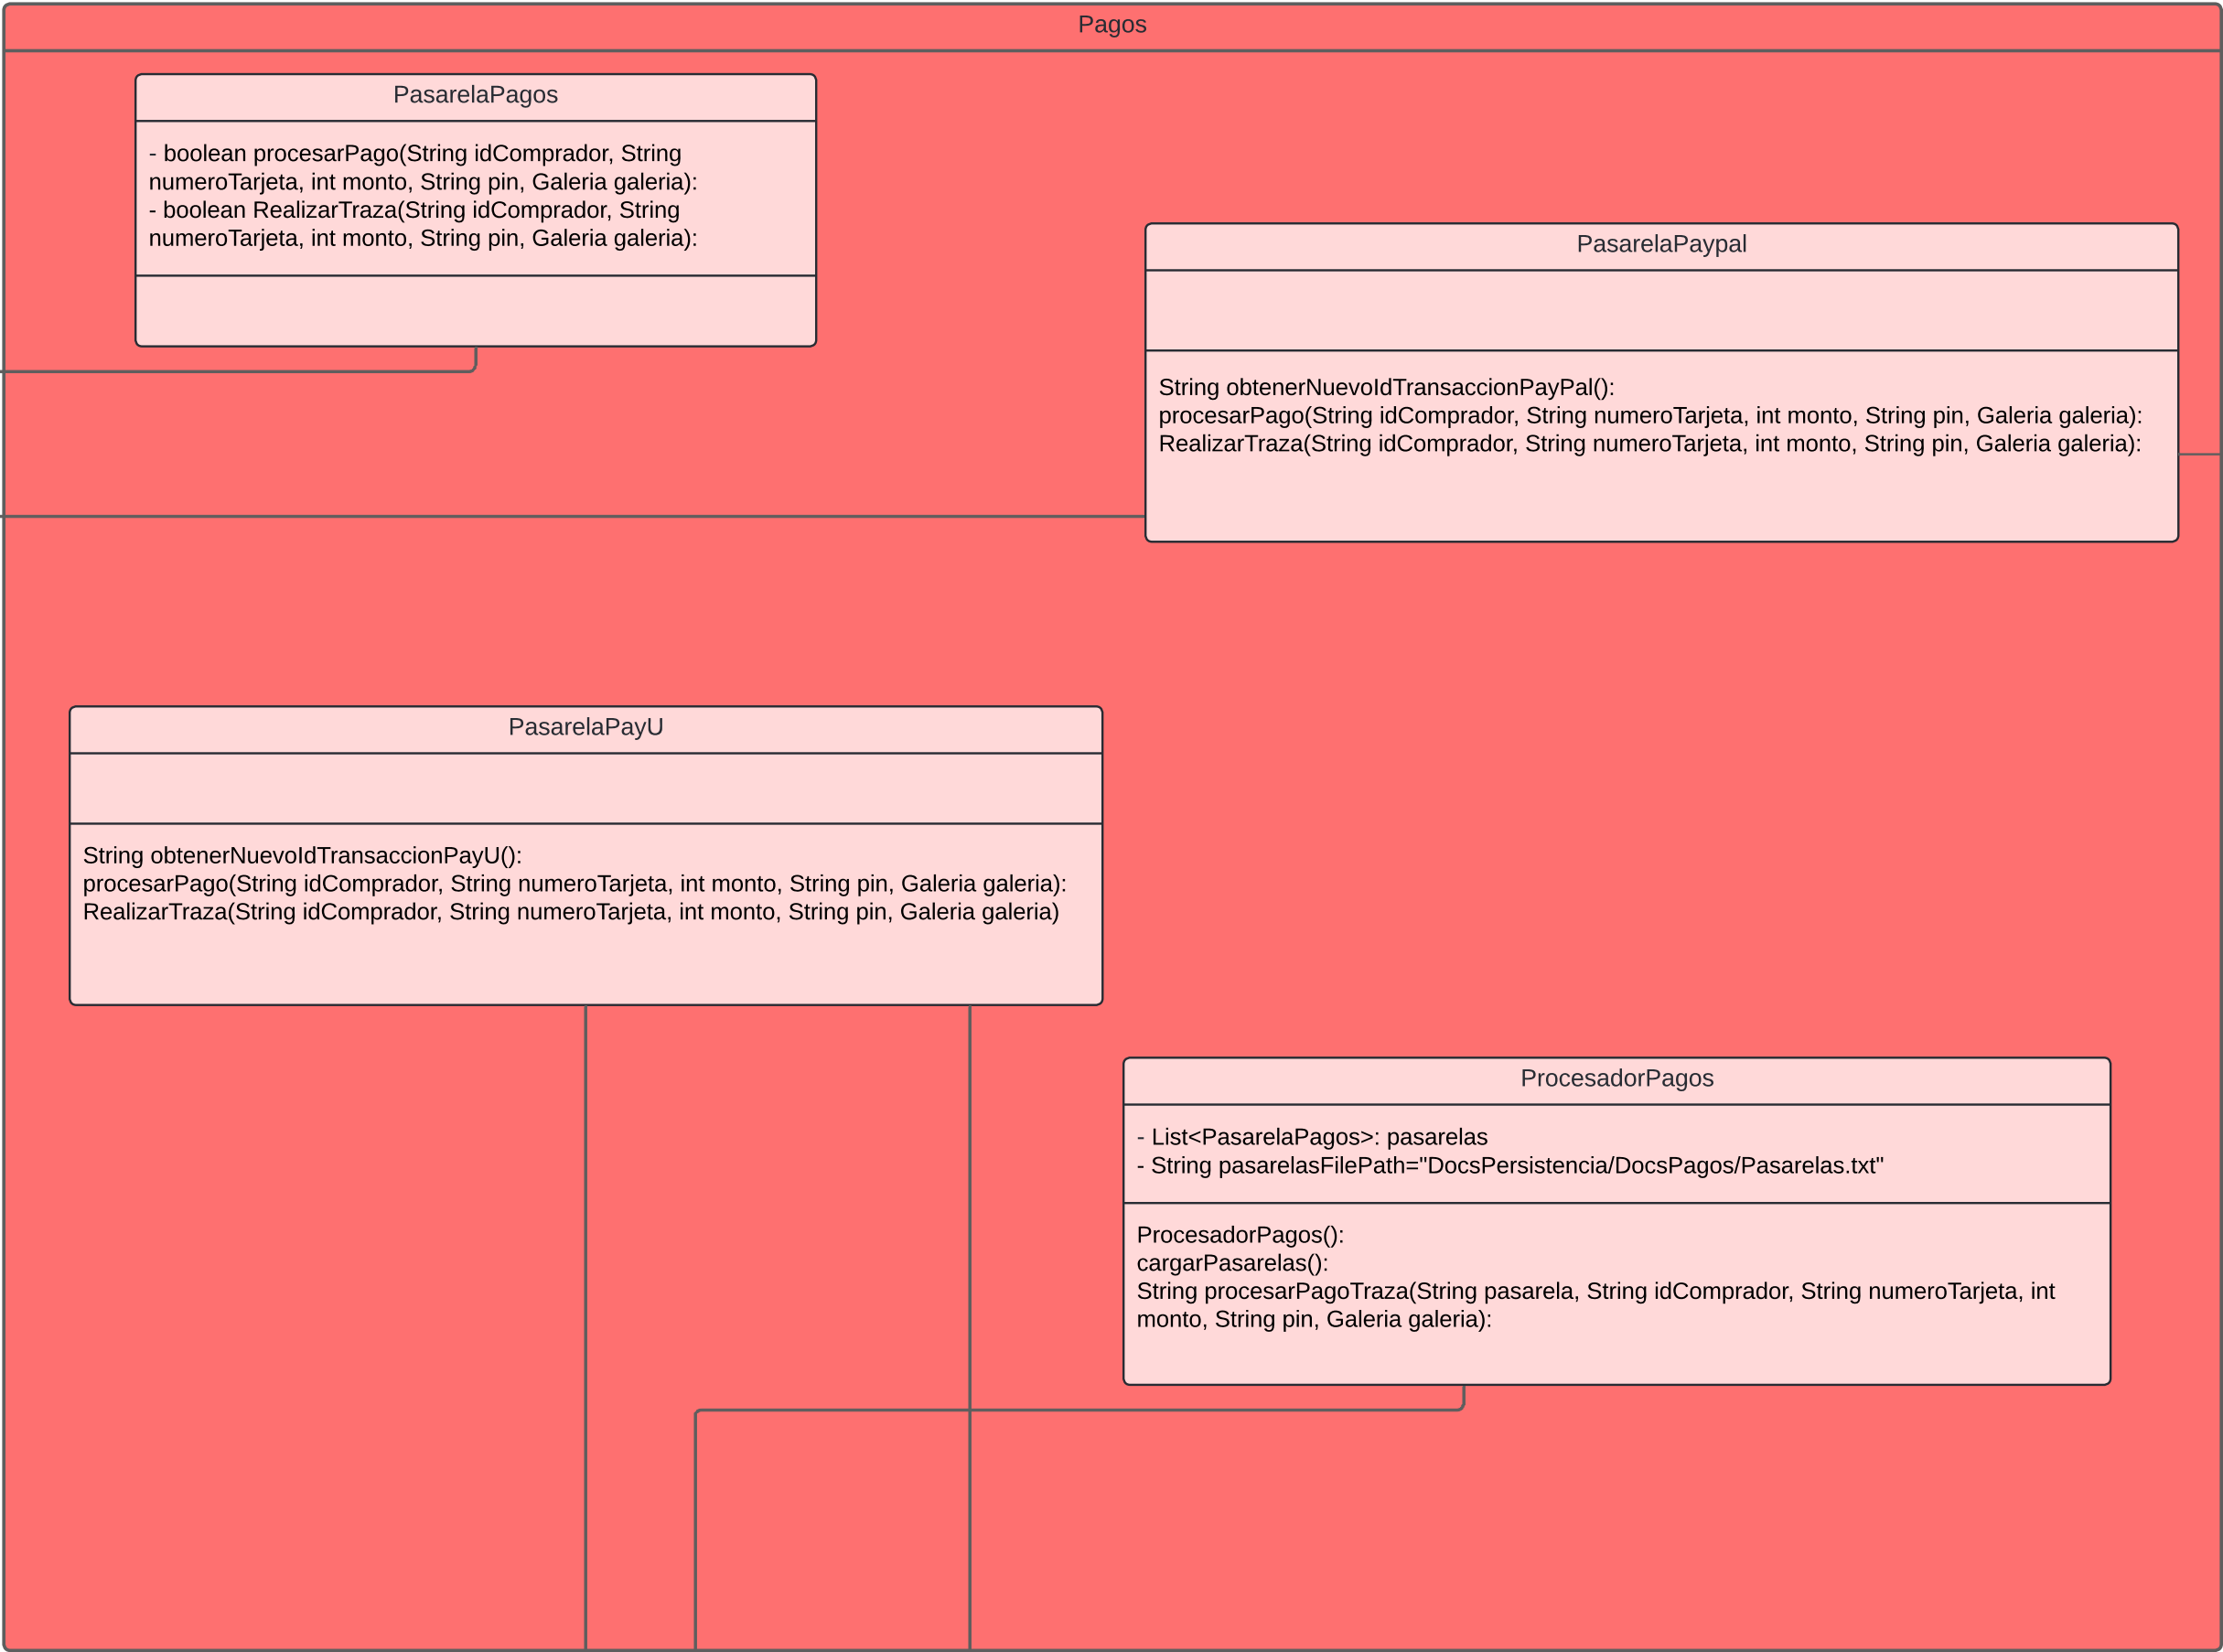 Pagos
PasarelaPagos
- boolean procesarPago(String idComprador, String
numeroTarjeta, int monto, String pin, Galeria galeria):
- boolean RealizarTraza(String idComprador, String
numeroTarjeta, int monto, String pin, Galeria galeria):
PasarelaPaypal
String obtenerNuevoIdTransaccionPayPal():
procesarPago(String idComprador, String numeroTarjeta, int monto, String pin, Galeria galeria):
RealizarTraza(String idComprador, String numeroTarjeta, int monto, String pin, Galeria galeria):
PasarelaPayU
String obtenerNuevoIdTransaccionPayU():
procesarPago(String idComprador, String numeroTarjeta, int monto, String pin, Galeria galeria):
RealizarTraza(String idComprador, String numeroTarjeta, int monto, String pin, Galeria galeria)
ProcesadorPagos
- List<PasarelaPagos>: pasarelas
- String pasarelasFilePath="DocsPersistencia/DocsPagos/Pasarelas.txt"
ProcesadorPagos():
cargarPasarelas():
String procesarPagoTraza(String pasarela, String idComprador, String numeroTarjeta, int
monto, String pin, Galeria galeria):